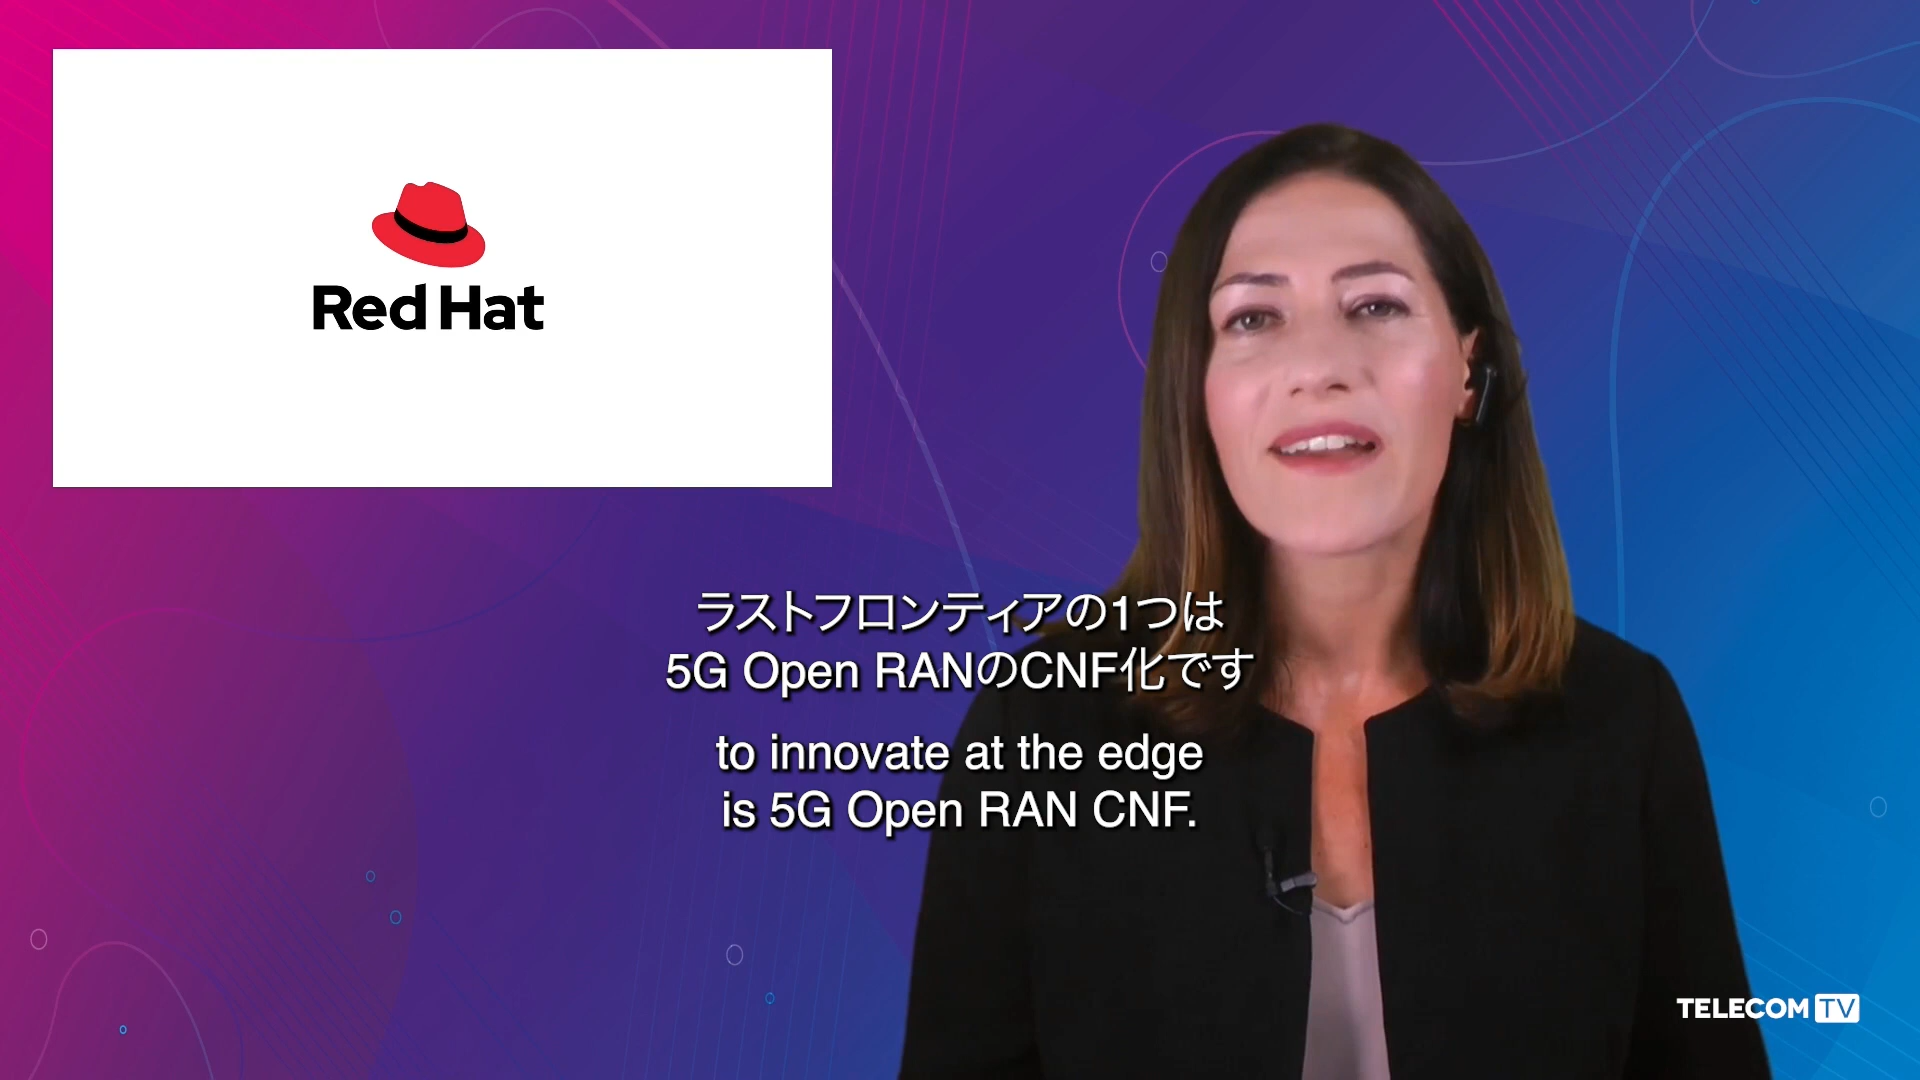 Red Hat
ラストフロンティアの1つは
5G Open RANのCNF化です
to innovate at the edge
is 5G Open RAN CNF.
TELECOM TV